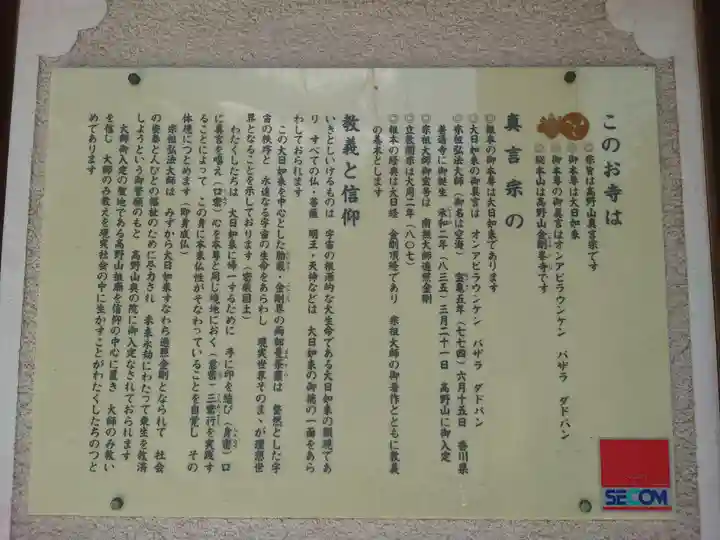 このお寺は
◎宗旨は高野山真言宗です
◎御本尊は大日如来
◎御本尊の御真言はオンアビラウンケン　バザラ　ダドバン
◎総本山は高野山金剛峯寺です
真言宗の
◎根本の御本尊は大日如来であります
◎大日如来の御真言は　オンアビラウンケン　バザラ　ダドバン
◎宗祖弘法大師（御名は空海）　宝亀五年（七七四）六月十五日　香川県
善通寺に御誕生　承和二年（八三五）三月二十一日　高野山に御入定
◎宗祖大師御宝号は　南無大師遍照金剛
◎立教開宗は大同二年（八〇七）
◎根本の経典は大日経　金剛頂経であり　宗祖大師の御著作とともに教義
の基本とします
教義と信仰
いきとしいけるものは　宇宙の根源的な大生命である大日如来の顕現であ
り　すべての仏・菩薩　明王・天神などは　大日如来の御徳の一面をあら
わしておられます
この大日如来を中心とした胎蔵・金剛界の両部曼荼羅は　整然とした宇
宙の秩序と　永遠なる宇宙の生命をあらわし　現実世界そのまゝが理想世
界となることを示しております（密厳国土）
わたくしたちは　大日如来に帰一するために　手に印を結び（身密）口
に真言を唱え（口密）心を本尊と同じ境地におく（意密）三密行を実践す
ることによって　この身に本来仏性がそなわっていることを自覚し　その
体現につとめます（即身成仏）
宗祖弘法大師は　みずから大日如来すなわち遍照金剛となられて　社会
の安泰と人びとの福祉のために尽力され　未来永劫にわたって衆生を救済
しようという御誓願のもと　高野山奥の院に御入定なされておられます
大師御入定の聖地である高野山祖廟を信仰の中心に置き　大師のみ救い
を信じ　大師のみ教えを現実社会の中に生かすことがわたくしたちのつと
めであります
SECOM